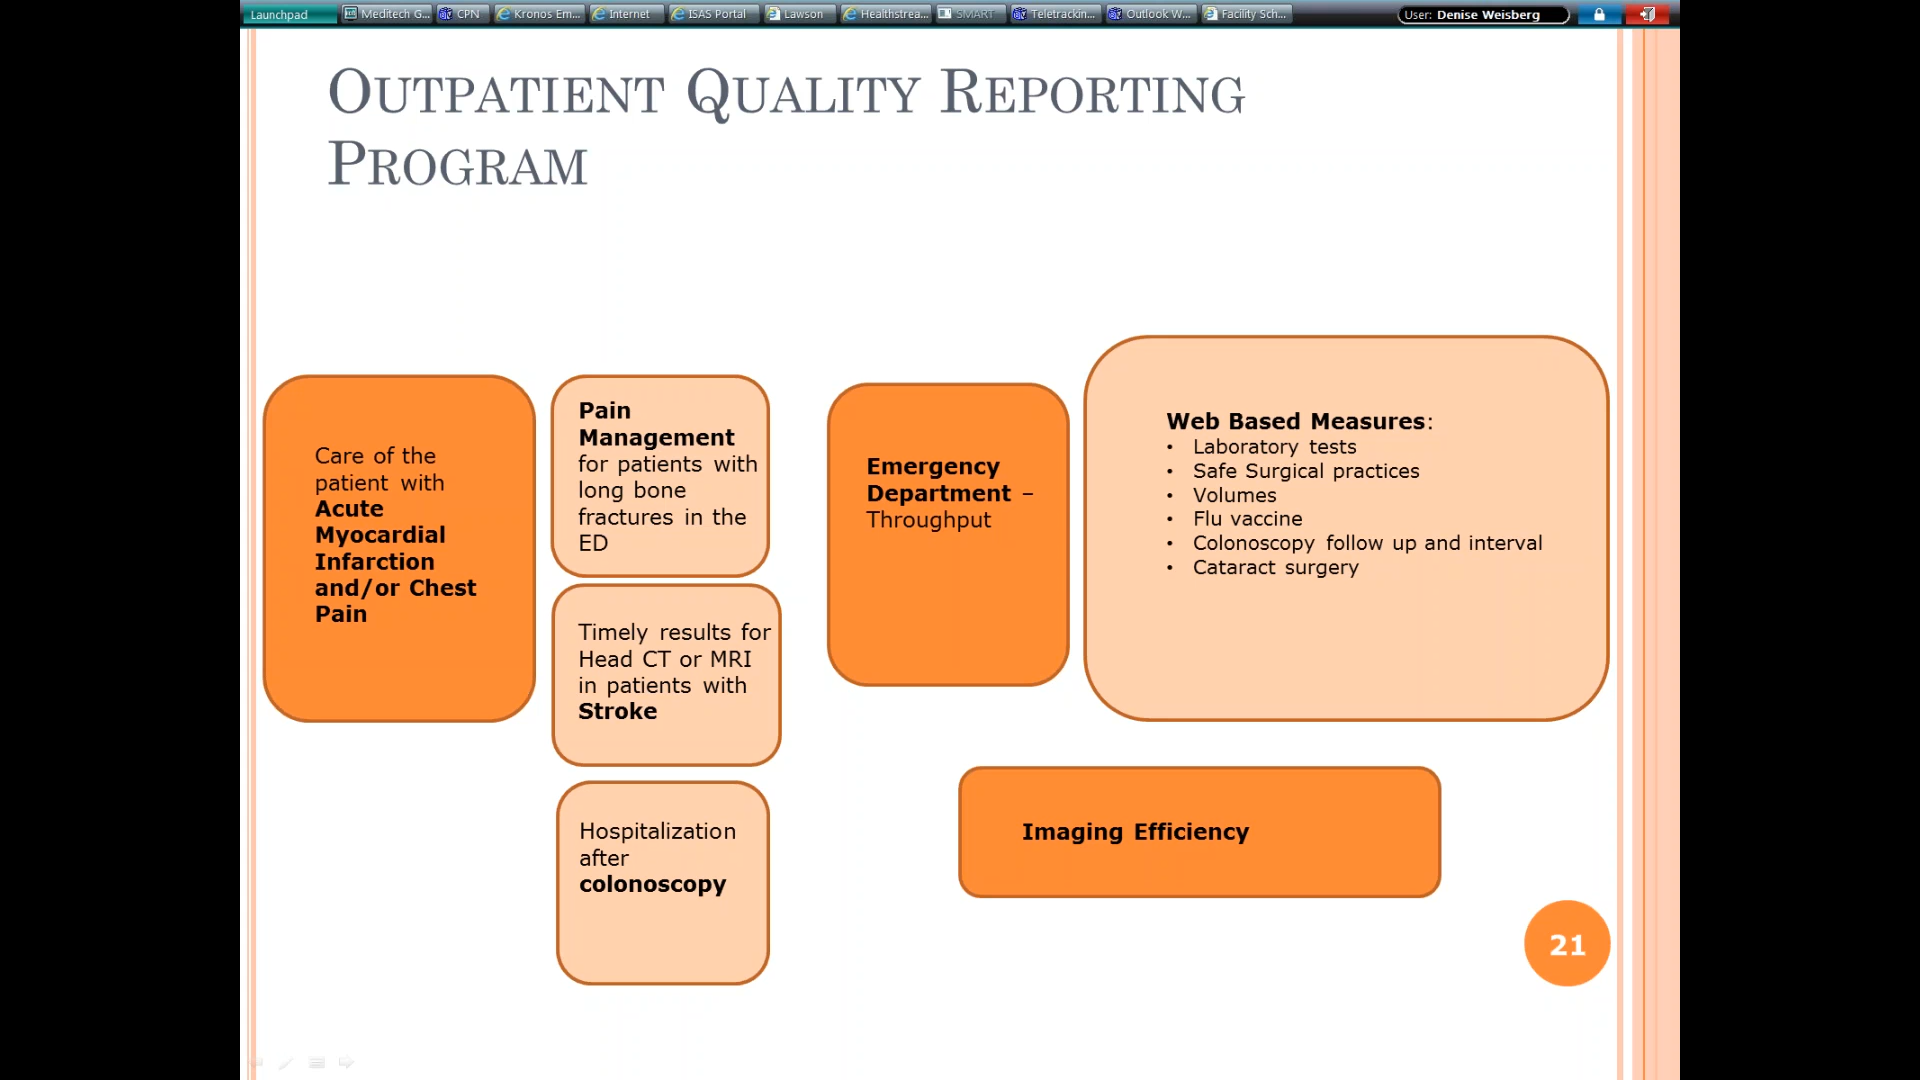 Launchpad
Meditech G...
CPN
Kronos Em...
Internet
ISAS Portal
Lawson
Healthstrea...
SMART
Teletrackin...
Outlook W...
Facility Sch...
User: Denise Weisberg
OUTPATIENT QUALITY REPORTING
PROGRAM
Care of the
patient with
Acute
Myocardial
Infarction
and/or Chest
Pain
Pain
Management
for patients with
long bone
fractures in the
ED
Timely results for
Head CT or MRI
in patients with
Stroke
Hospitalization
after
colonoscopy
Emergency
Department –
Throughput
Web Based Measures:
• Laboratory tests
• Safe Surgical practices
• Volumes
• Flu vaccine
• Colonoscopy follow up and interval
• Cataract surgery
Imaging Efficiency
21